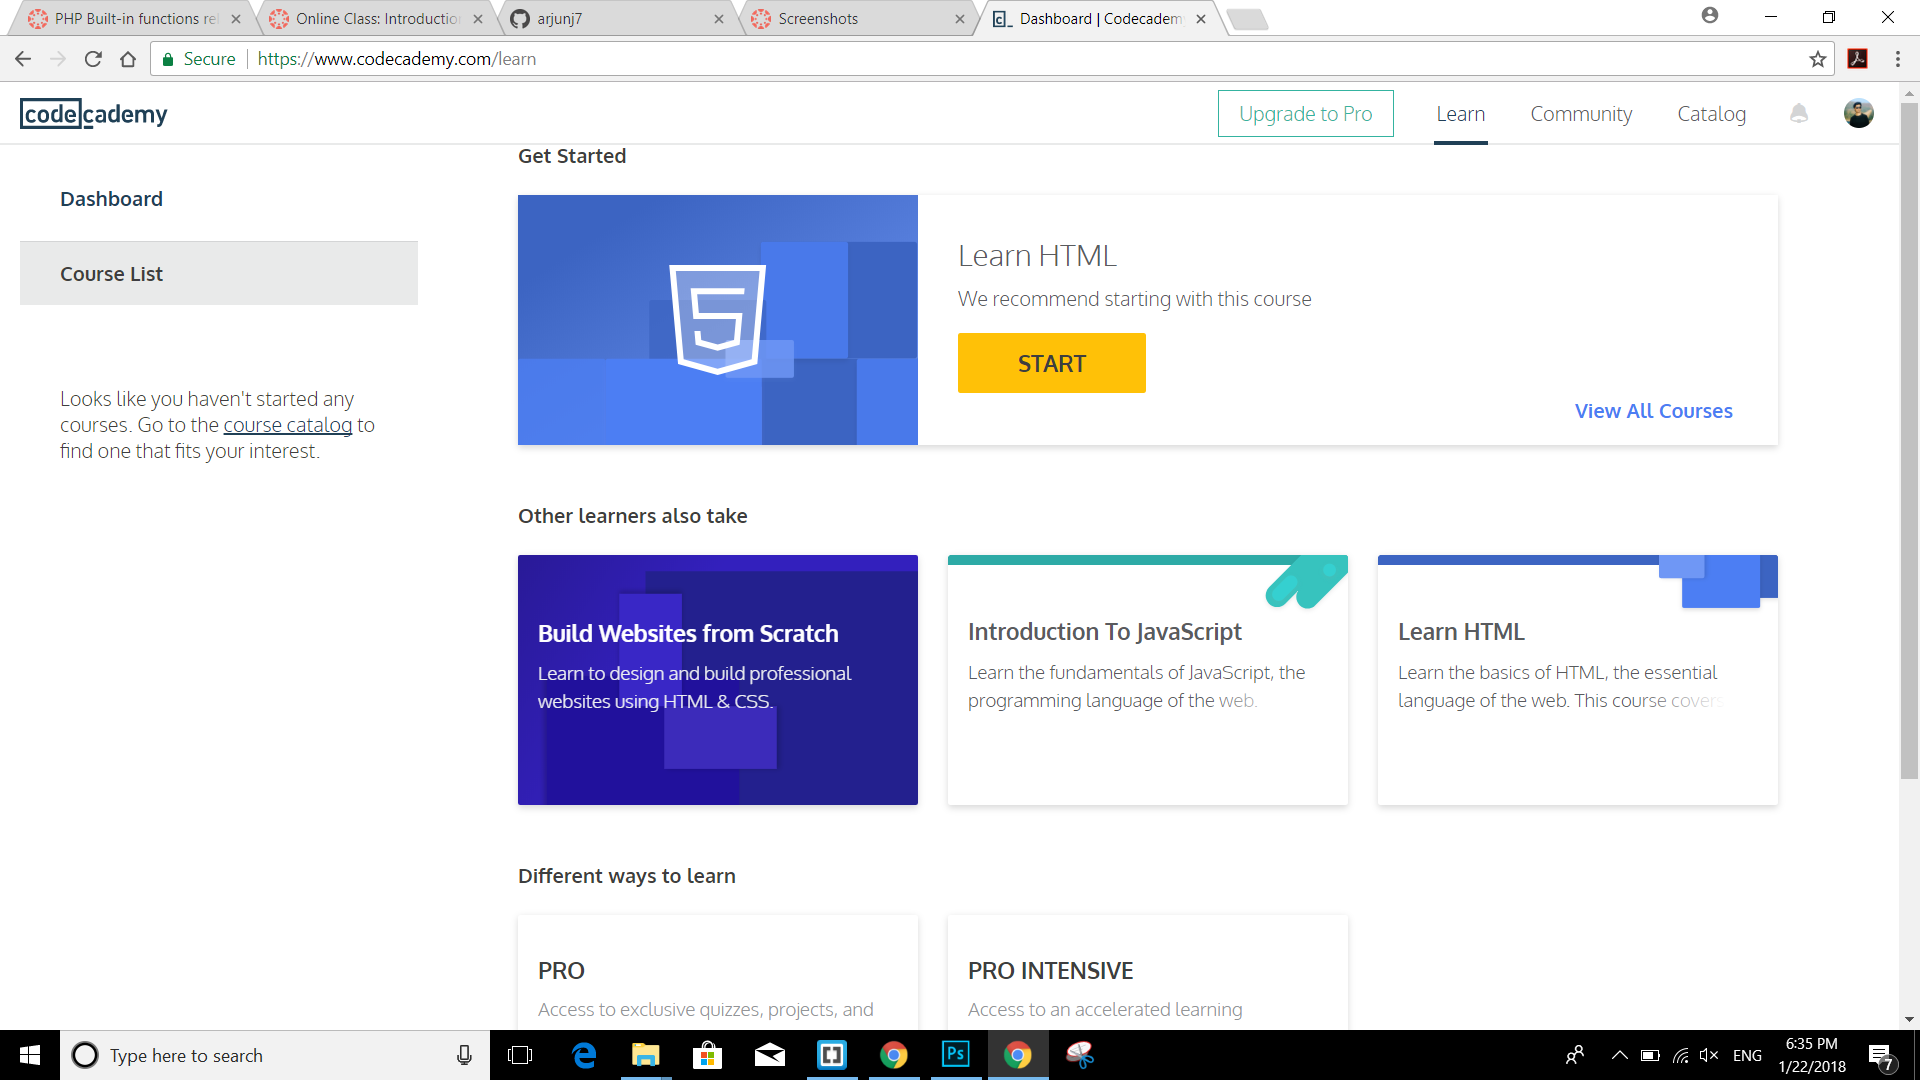 PHP Built-in functions rel
Online Class: Introductio
arjunj7
Screenshots
Dashboard | Codecadem
Secure
https://www.codecademy.com/learn
codecademy
Upgrade to Pro
Learn
Community
Catalog
Get Started
Dashboard
Course List
Looks like you haven't started any
courses. Go to the course catalog to
find one that fits your interest.
5
Learn HTML
We recommend starting with this course
START
View All Courses
Other learners also take
Build Websites from Scratch
Learn to design and build professional
websites using HTML & CSS.
Introduction To JavaScript
Learn the fundamentals of JavaScript, the
programming language of the web.
Learn HTML
Learn the basics of HTML, the essential
language of the web. This course covers
Different ways to learn
PRO
Access to exclusive quizzes, projects, and
PRO INTENSIVE
Access to an accelerated learning
Type here to search
Ps
ENG
6:35 PM
1/22/2018
7